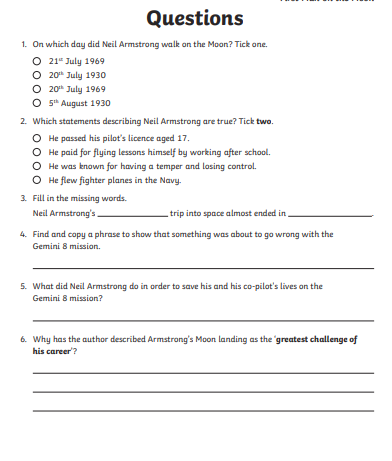 Questions
1. On which day did Neil Armstrong walk on the Moon? Tick one.
21st July 1969
20th July 1930
20th July 1969
5th August 1930
2. Which statements describing Neil Armstrong are true? Tick two.
He passed his pilot's licence aged 17.
He paid for flying lessons himself by working after school.
He was known for having a temper and losing control.
He flew fighter planes in the Navy.
3. Fill in the missing words.
Neil Armstrong's ____________ trip into space almost ended in ______________.
4. Find and copy a phrase to show that something was about to go wrong with the
Gemini 8 mission.
5. What did Neil Armstrong do in order to save his and his co-pilot's lives on the
Gemini 8 mission?
6. Why has the author described Armstrong's Moon landing as the 'greatest challenge of
his career'?